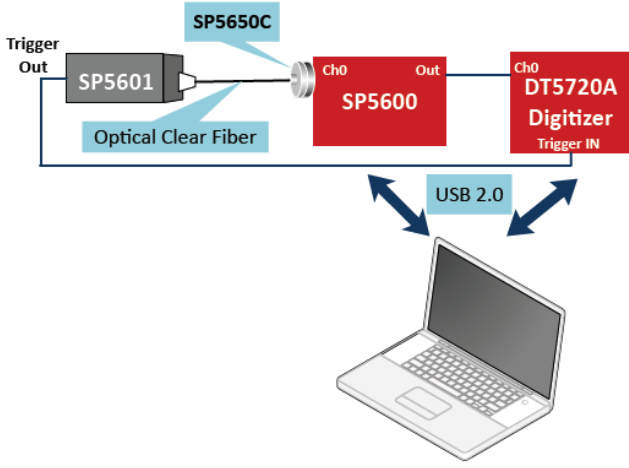 SP5650C
Trigger
Out
SP5601
Ch0
Out
SP5600
Ch0
DT5720A
Digitizer
Trigger IN
Optical Clear Fiber
USB 2.0